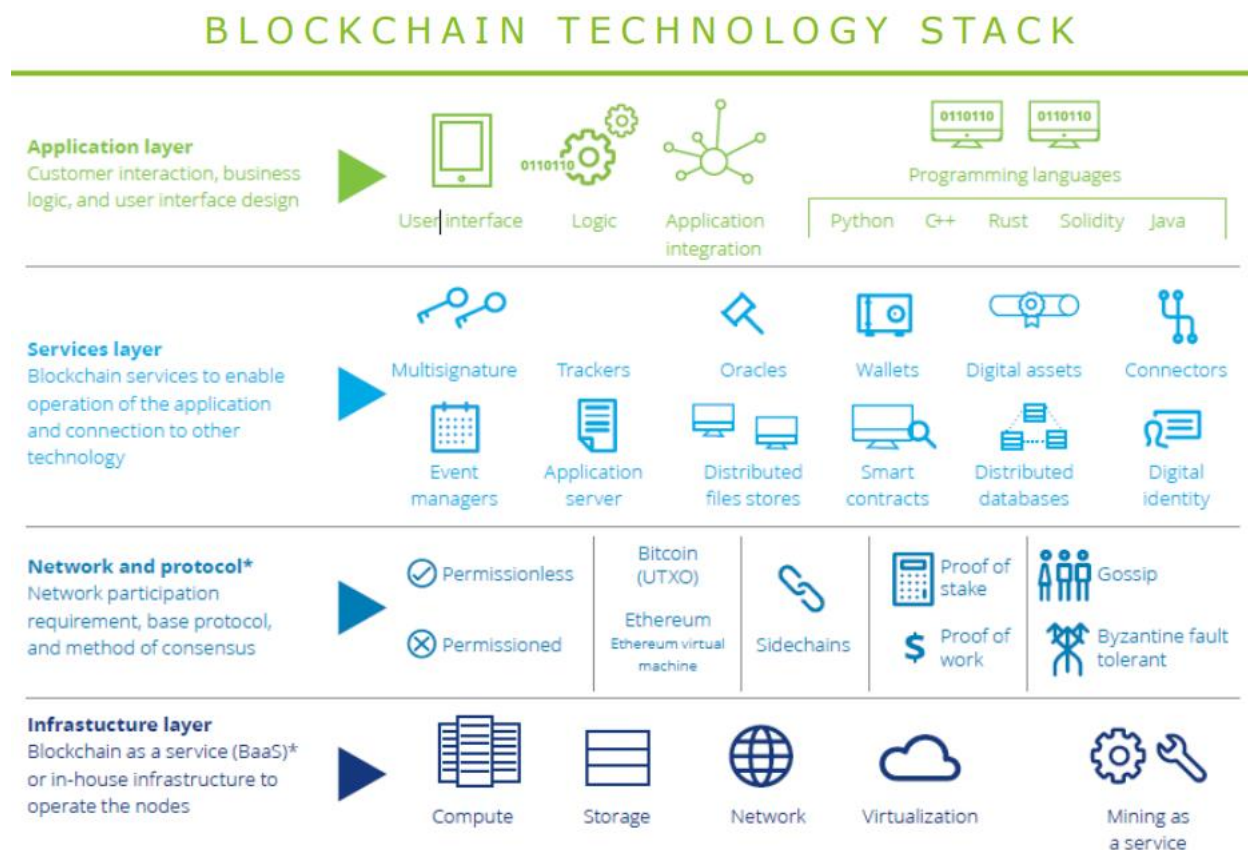 BLOCKCHAIN TECHNOLOGY STACK
Application layer
Customer interaction, business
logic, and user interface design
0110110
0110110 0110110
Programming languages
User interface Logic Application
integration
Python C++ Rust Solidity Java
Services layer
Blockchain services to enable
operation of the application
and connection to other
technology
Multisignature Trackers Oracles Wallets Digital assets Connectors
Event
managers
Application
server
Distributed
files stores
Smart
contracts
Distributed
databases
Digital
identity
Network and protocol*
Network participation
requirement, base protocol,
and method of consensus
Permissionless
Permissioned
Bitcoin
(UTXO)
Ethereum
Ethereum virtual
machine
Sidechains
Proof of
stake
$ Proof of
work
Gossip
Byzantine fault
tolerant
Infrastucture layer
Blockchain as a service (BaaS)*
or in-house infrastructure to
operate the nodes
Compute Storage Network Virtualization Mining as
a service